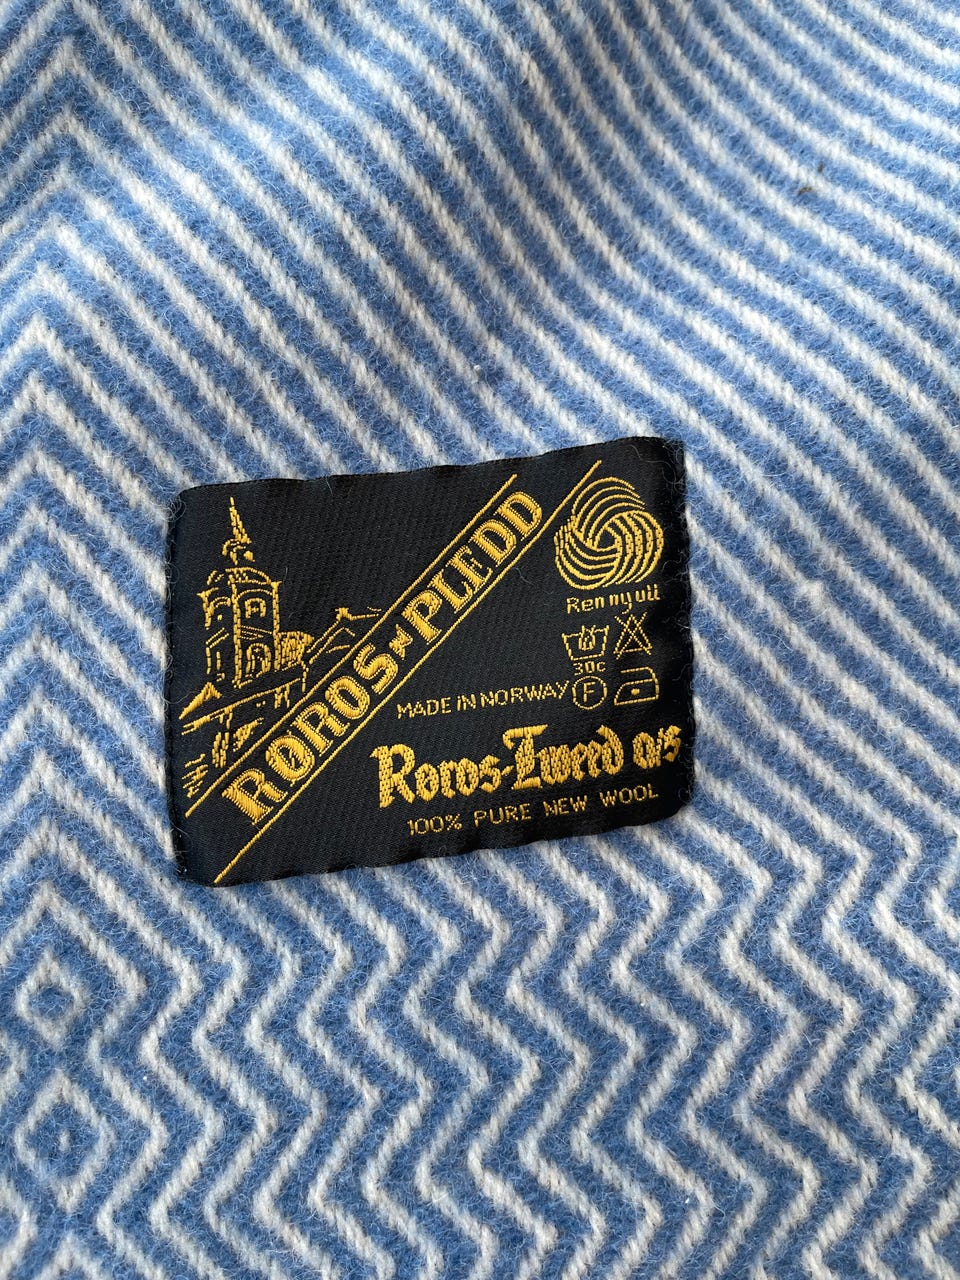 RØROS-PLEDD
Ren ny ull
30C
MADE IN NORWAY
F
Røros-Tweed a/s
100% PURE NEW WOOL